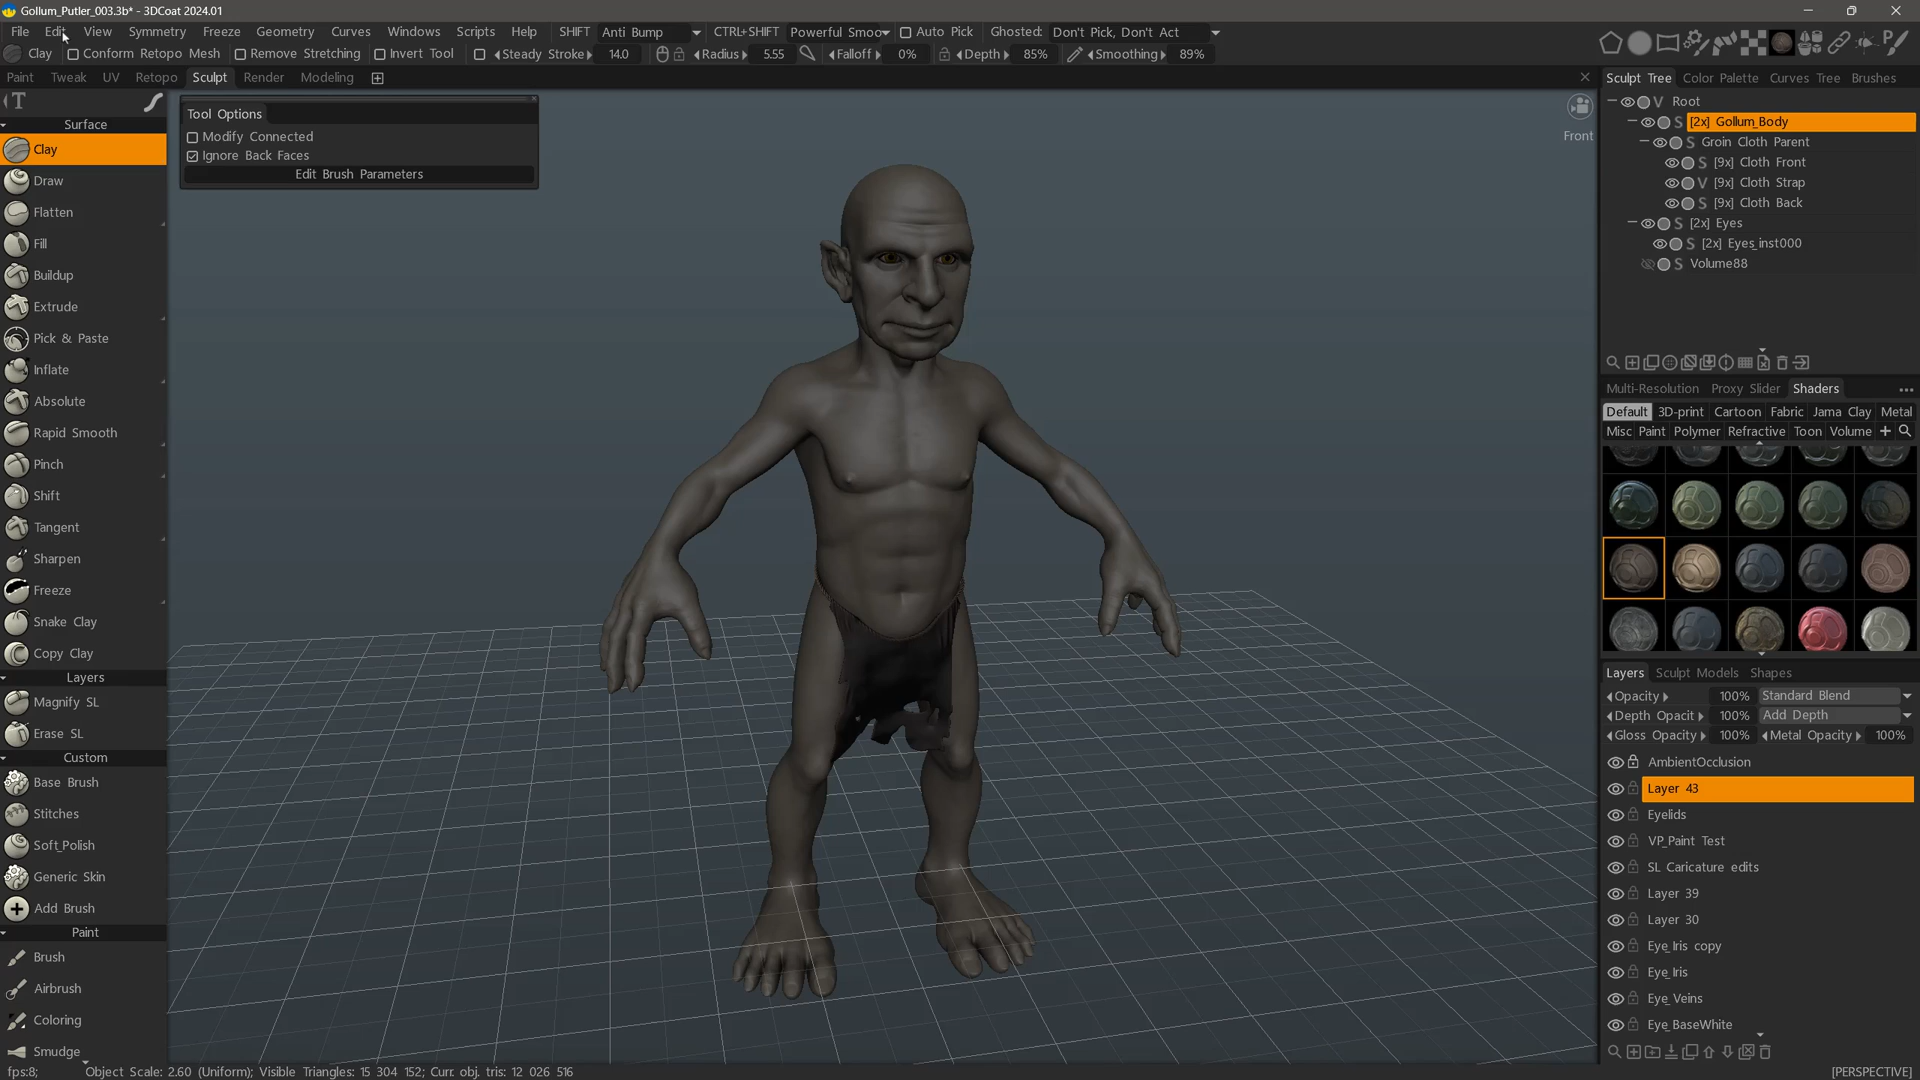 Gollum_Putler_003.3b* - 3DCoat 2024.01
File Edit View Symmetry Freeze Geometry Curves Windows Scripts Help SHIFT Anti Bump CTRL+SHIFT Powerful Smoo Auto Pick Ghosted: Don't Pick, Don't Act
Clay Conform Retopo Mesh Remove Stretching Invert Tool Steady Stroke 14.0 Radius 5.55 Falloff 0% Depth 85% Smoothing 89%
Paint Tweak UV Retopo Sculpt Render Modeling
T
Surface
Clay
Draw
Flatten
Fill
Buildup
Extrude
Pick & Paste
Inflate
Absolute
Rapid Smooth
Pinch
Shift
Tangent
Sharpen
Freeze
Snake Clay
Copy Clay
Layers
Magnify SL
Erase SL
Custom
Base Brush
Stitches
Soft_Polish
Generic Skin
Add Brush
Paint
Brush
Airbrush
Coloring
Smudge
Tool Options
Modify Connected
Ignore Back Faces
Edit Brush Parameters
Front
Sculpt Tree Color Palette Curves Tree Brushes
V Root
S [2x] Gollum_Body
S Groin Cloth Parent
S [9x] Cloth Front
V [9x] Cloth Strap
S [9x] Cloth Back
S [2x] Eyes
S [2x] Eyes_inst000
S Volume88
Multi-Resolution Proxy Slider Shaders
Default 3D-print Cartoon Fabric Jama Clay Metal
Misc Paint Polymer Refractive Toon Volume
Layers Sculpt Models Shapes
Opacity 100% Standard Blend
Depth Opacit 100% Add Depth
Gloss Opacity 100% Metal Opacity 100%
AmbientOcclusion
Layer 43
Eyelids
VP_Paint Test
SL Caricature edits
Layer 39
Layer 30
Eye_Iris copy
Eye_Iris
Eye_Veins
Eye_BaseWhite
fps:8; Object Scale: 2.60 (Uniform); Visible Triangles: 15 304 152; Curr. obj. tris: 12 026 516
[PERSPECTIVE]